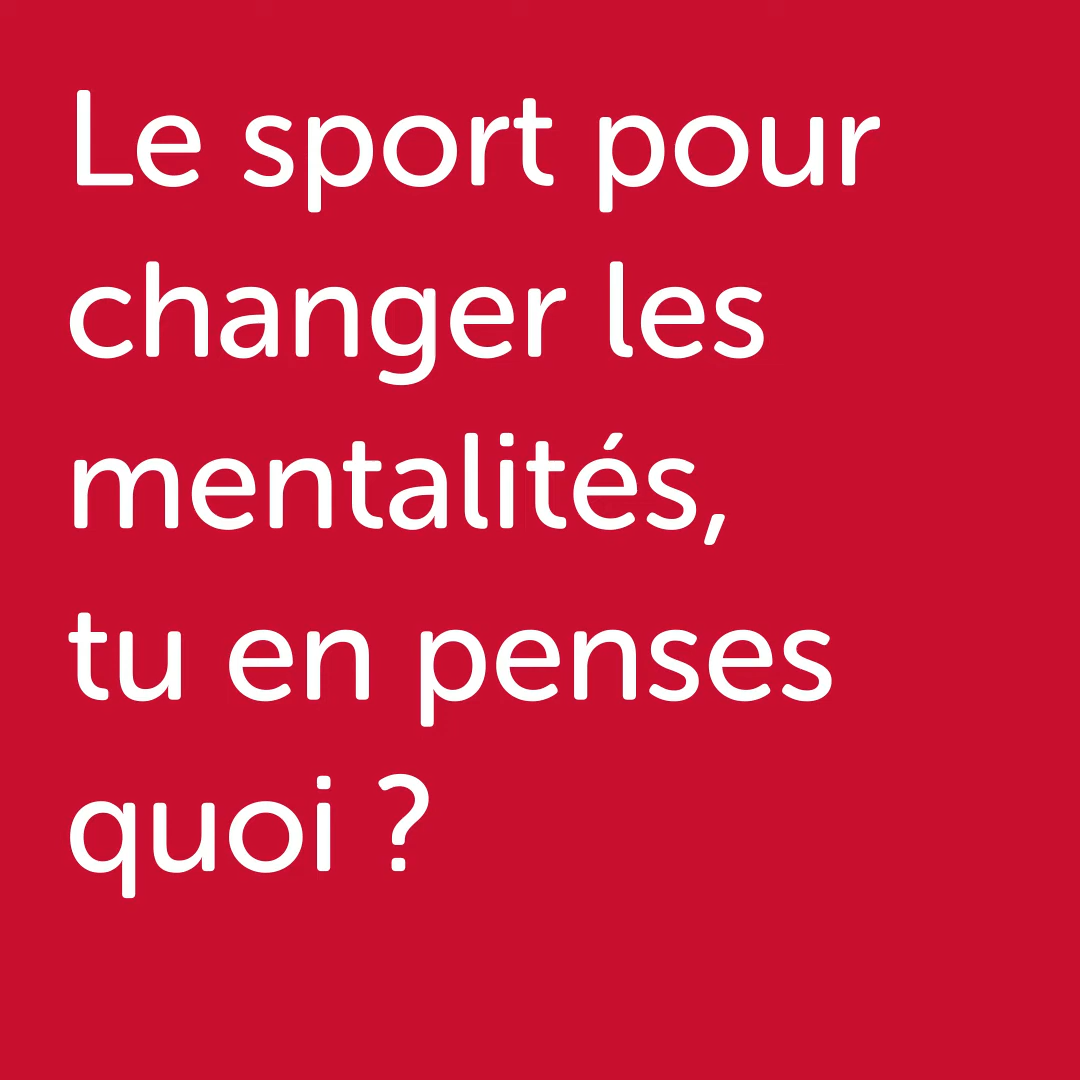 Le sport pour
changer les
mentalités,
tu en penses
quoi ?